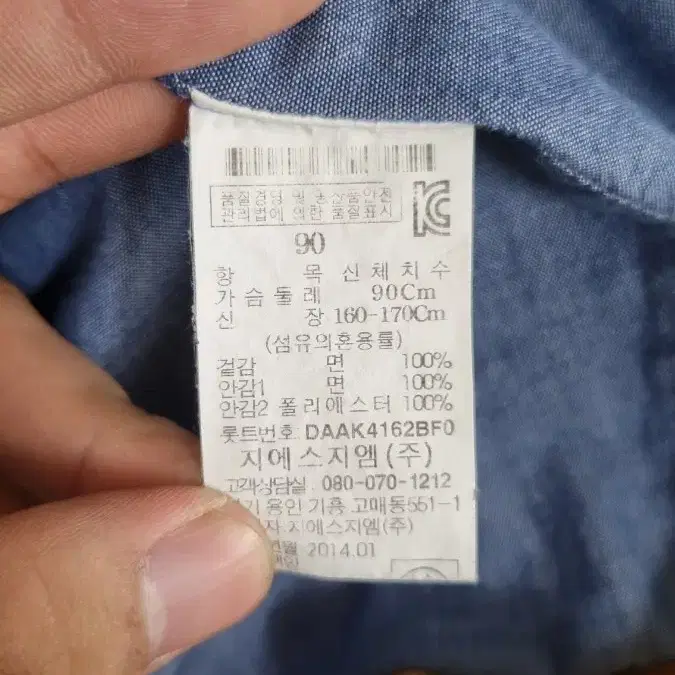 품질경영 및 공산품안전
관리법에 의한 품질표시
KC
90
항 목 신체치수
가슴둘레 90Cm
신 장 160-170Cm
(섬유의혼용률)
겉감 면 100%
안감1 면 100%
안감2 폴리에스터 100%
롯트번호: DAAK4162BF0
지에스지엠(주)
고객상담실 : 080-070-1212
용인 기흥 고매동551-1
지에스지엠(주)
2014.01